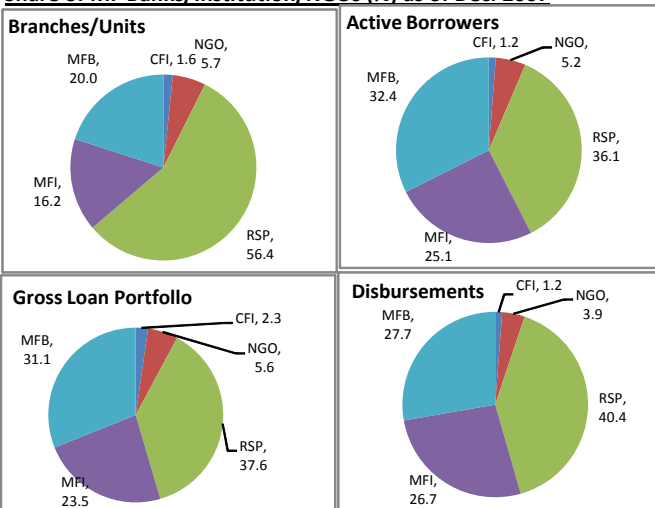 Branches/Units
MFB,
20.0
CFI, 1.6
NGO,
5.7
MFI,
16.2
RSP,
56.4
Active Borrowers
CFI, 1.2
NGO,
5.2
MFB,
32.4
RSP,
36.1
MFI,
25.1
Gross Loan Portfollo
CFI, 2.3
MFB,
31.1
NGO,
5.6
RSP,
37.6
MFI,
23.5
Disbursements
CFI, 1.2
NGO,
3.9
MFB,
27.7
RSP,
40.4
MFI,
26.7